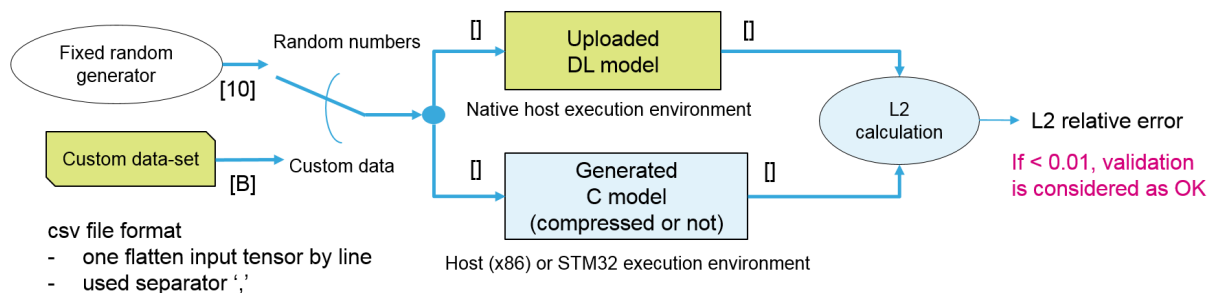 Fixed random
generator
[10]
Random numbers
Custom data-set
[B]
Custom data
csv file format
- one flatten input tensor by line
- used separator ‘,’
[]
Uploaded
DL model
[]
Native host execution environment
[]
Generated
C model
(compressed or not)
[]
Host (x86) or STM32 execution environment
L2
calculation
L2 relative error
If < 0.01, validation
is considered as OK